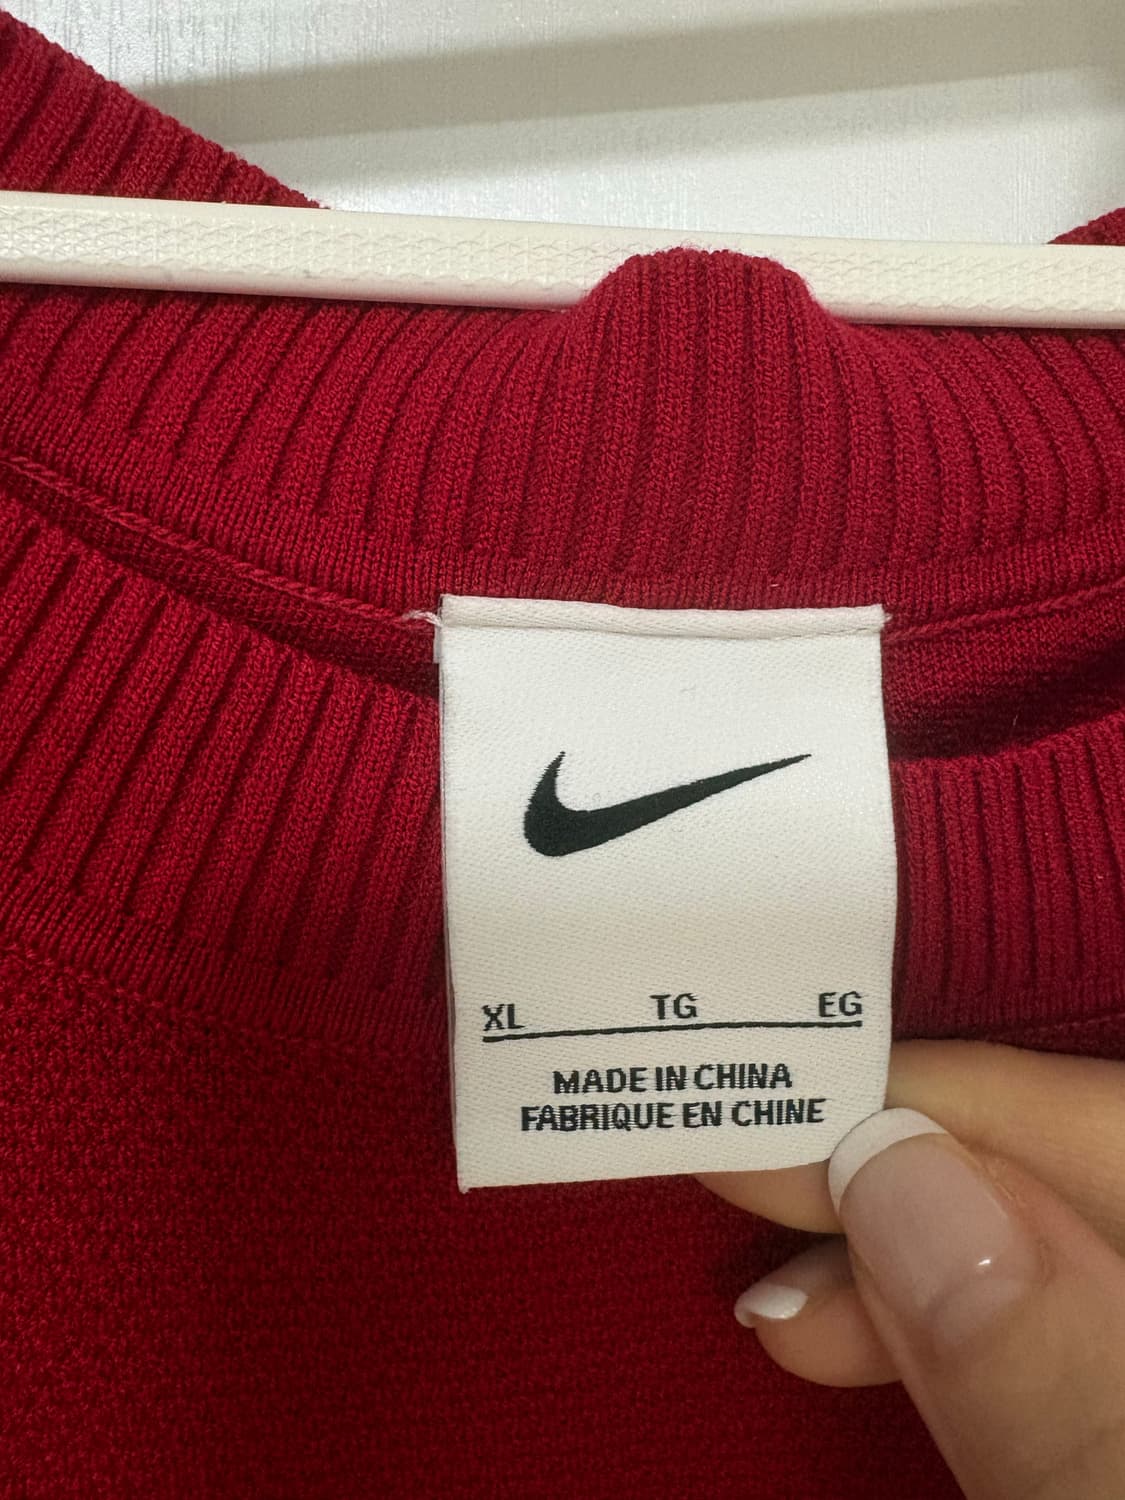 XL TG EG
MADE IN CHINA
FABRIQUE EN CHINE